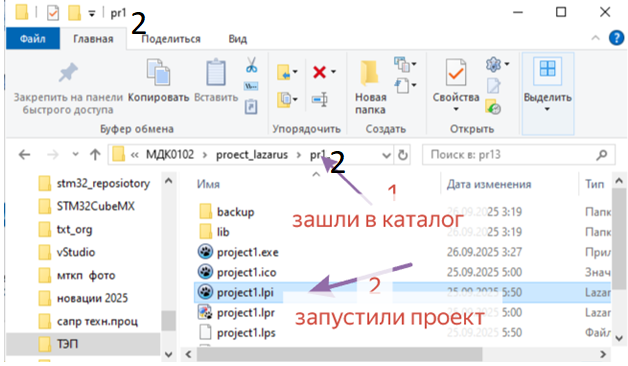 pr1 2
Файл Главная Поделиться Вид
Закрепить на панели быстрого доступа
Копировать
Вставить
Новая папка
Свойства
Выделить
Буфер обмена Упорядочить Создать Открыть
« МДК0102 › proect_lazarus › pr1 2
Поиск в: pr13
1
зашли в каталог
Имя Дата изменения Тип
stm32_reposiotory
STM32CubeMX
txt_org
vStudio
мткп фото
новации 2025
сапр техн.проц
ТЭП
backup 26.09.2025 3:19 Папк
lib 26.09.2025 3:19 Папк
project1.exe 26.09.2025 3:27 Прил
project1.ico 25.09.2025 5:00 Знач
project1.lpi 25.09.2025 5:50 Lazar
project1.lpr 5:00 Lazar
project1.lps 25.09.2025 5:50 Файл
2
запустили проект